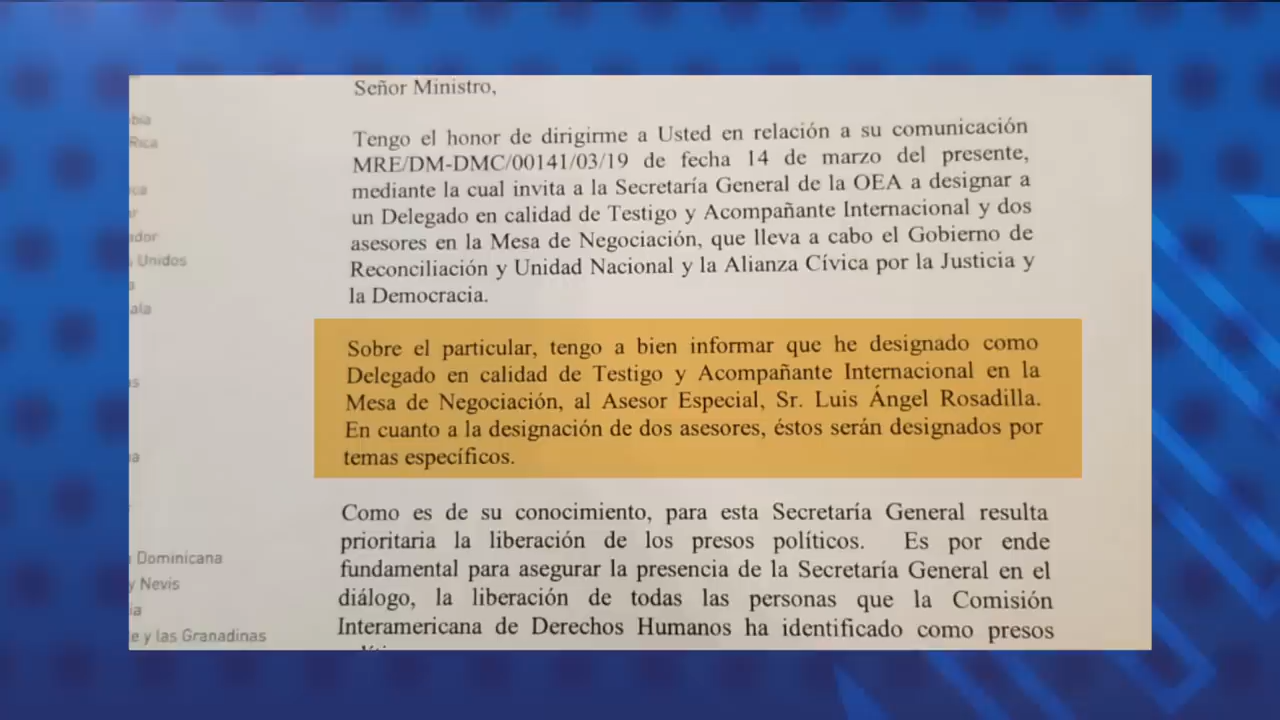 Señor Ministro,
Tengo el honor de dirigirme a Usted en relación a su comunicación
MRE/DM-DMC/00141/03/19 de fecha 14 de marzo del presente,
mediante la cual invita a la Secretaría General de la OEA a designar a
un Delegado en calidad de Testigo y Acompañante Internacional y dos
asesores en la Mesa de Negociación, que lleva a cabo el Gobierno de
Reconciliación y Unidad Nacional y la Alianza Cívica por la Justicia y
la Democracia.
Sobre el particular, tengo a bien informar que he designado como
Delegado en calidad de Testigo y Acompañante Internacional en la
Mesa de Negociación, al Asesor Especial, Sr. Luis Ángel Rosadilla.
En cuanto a la designación de dos asesores, éstos serán designados por
temas específicos.
Como es de su conocimiento, para esta Secretaría General resulta
prioritaria la liberación de los presos políticos. Es por ende
fundamental para asegurar la presencia de la Secretaría General en el
diálogo, la liberación de todas las personas que la Comisión
Interamericana de Derechos Humanos ha identificado como presos
Rica
Unidos
Dominicana
y Nevis
e y las Granadinas